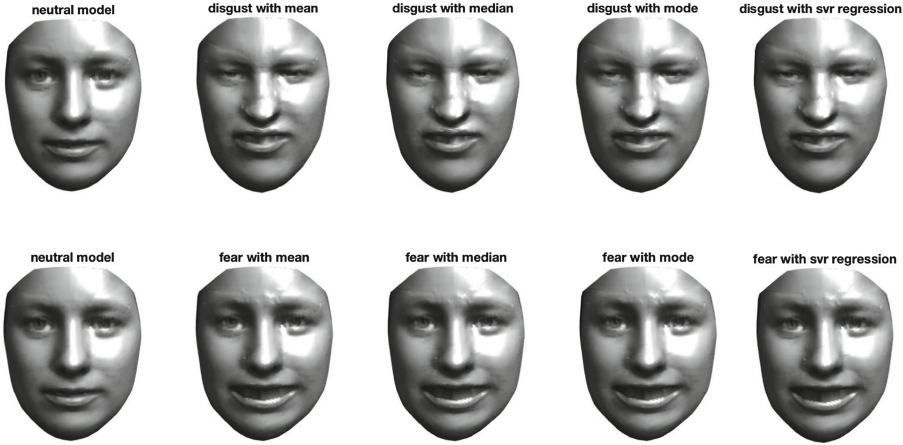 neutral model
disgust with mean
disgust with median
disgust with mode
disgust with svr regression
neutral model
fear with mean
fear with median
fear with mode
fear with svr regression